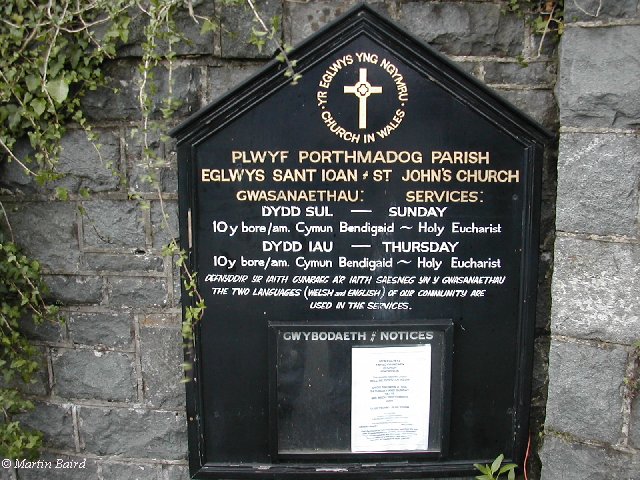 YR EGLWYS YNG NGYMRU
CHURCH IN WALES
PLWYF PORTHMADOG PARISH
EGLWYS SANT IOAN ST JOHN'S CHURCH
GWASANAETHAU: SERVICES:
DYDD SUL — SUNDAY
10 y bore/am. Cymun Bendigaid ~ Holy Eucharist
DYDD IAU — THURSDAY
10 y bore/am. Cymun Bendigaid ~ Holy Eucharist
DEFNYDDIR YR IAITH GYMRAEG A'R IAITH SAESNEG YN Y GWASANAETHAU
THE TWO LANGUAGES (WELSH and ENGLISH) OF OUR COMMUNITY ARE
USED IN THE SERVICES.
GWYBODAETH NOTICES
© Martin Baird